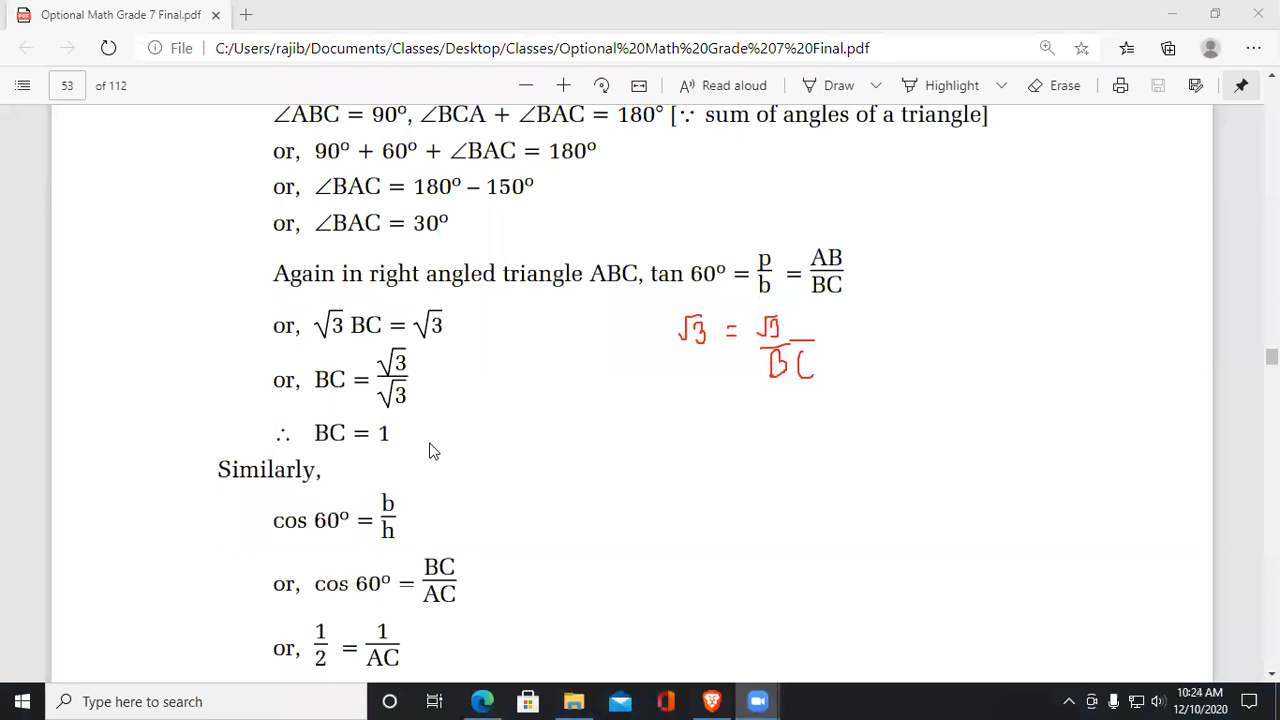 Optional Math Grade 7 Final.pdf
File C:/Users/rajib/Documents/Classes/Desktop/Classes/Optional%20Math%20Grade%207%20Final.pdf
53 of 112 Read aloud Draw Highlight Erase
∠ABC = 90°, ∠BCA + ∠BAC = 180° [∵ sum of angles of a triangle]
or, 90° + 60° + ∠BAC = 180°
or, ∠BAC = 180° – 150°
or, ∠BAC = 30°
Again in right angled triangle ABC, tan 60° = p/b = AB/BC
or, √3 BC = √3
√3 = √3/BC
or, BC = √3/√3
∴ BC = 1
Similarly,
cos 60° = b/h
or, cos 60° = BC/AC
or, 1/2 = 1/AC
Type here to search
10:24 AM
12/10/2020